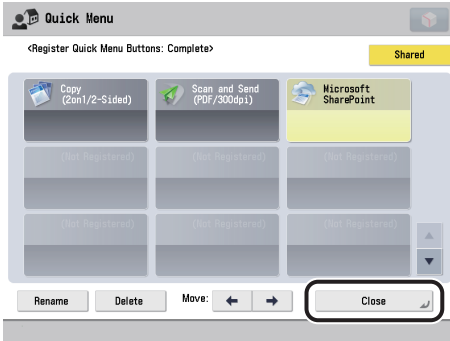 Quick Menu
<Register Quick Menu Buttons: Complete>
Shared
Copy
(2on1/2-Sided)
Scan and Send
(PDF/300dpi)
Microsoft
SharePoint
(Not Registered)
(Not Registered)
(Not Registered)
(Not Registered)
(Not Registered)
(Not Registered)
Rename
Delete
Move:
Close